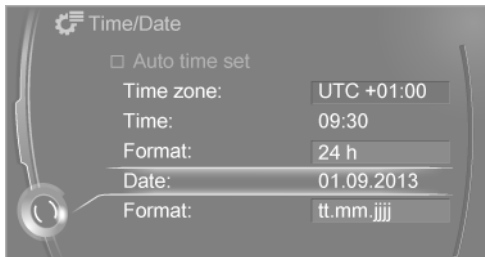 Time/Date
Auto time set
Time zone: UTC +01:00
Time: 09:30
Format: 24 h
Date: 01.09.2013
Format: tt.mm.jjjj